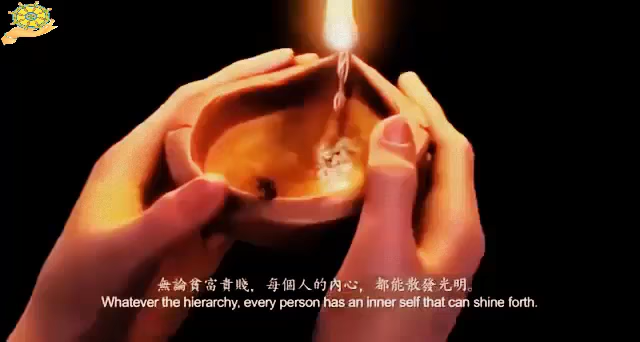 無論貧富貴賤，每個人的內心，都能散發光明。
Whatever the hierarchy, every person has an inner self that can shine forth.